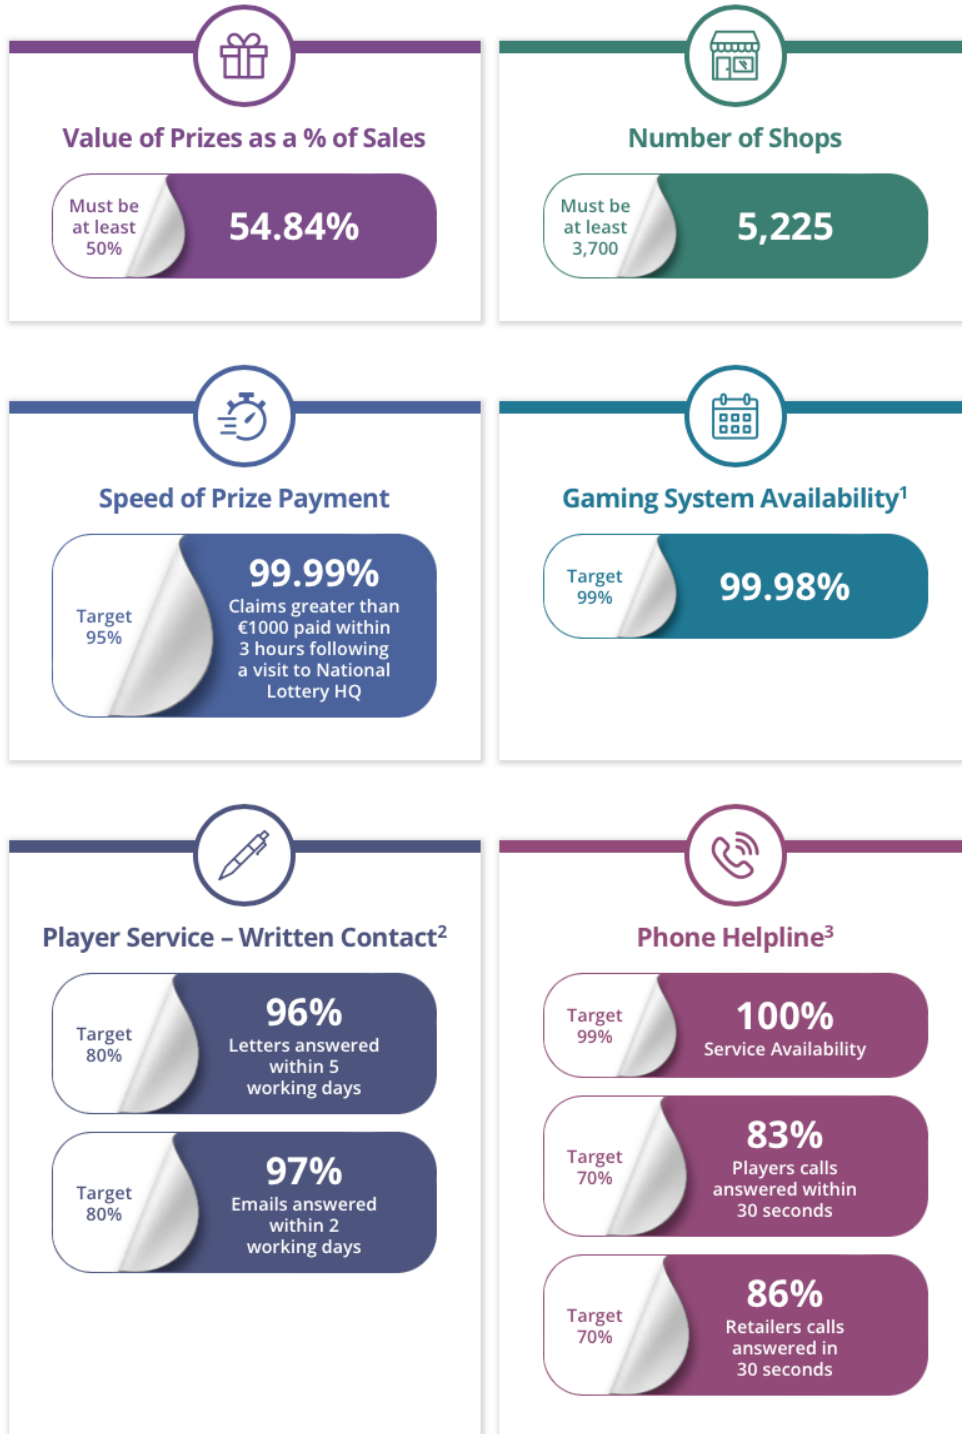 Value of Prizes as a % of Sales
Must be
at least
50%
54.84%
Number of Shops
Must be
at least
3,700
5,225
Speed of Prize Payment
Target
95%
99.99%
Claims greater than
€1000 paid within
3 hours following
a visit to National
Lottery HQ
Gaming System Availability¹
Target
99%
99.98%
Player Service – Written Contact²
Target
80%
96%
Letters answered
within 5
working days
Target
80%
97%
Emails answered
within 2
working days
Phone Helpline³
Target
99%
100%
Service Availability
Target
70%
83%
Players calls
answered within
30 seconds
Target
70%
86%
Retailers calls
answered in
30 seconds